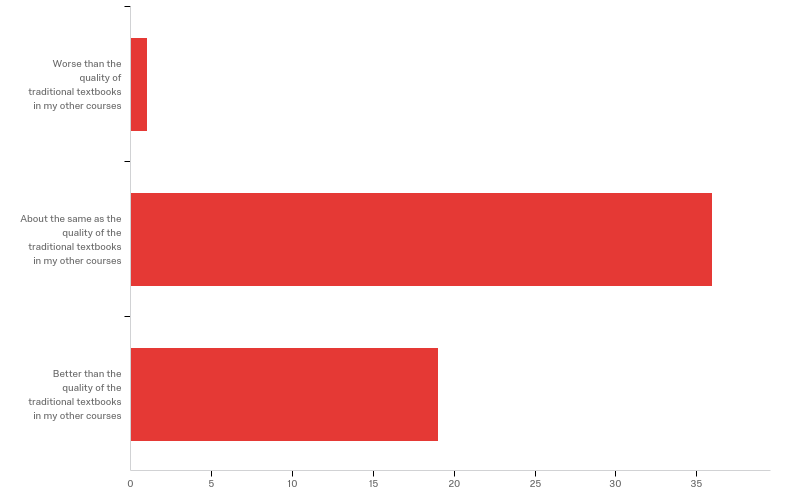 Worse than the
quality of
traditional textbooks
in my other courses
About the same as the
quality of the
traditional textbooks
in my other courses
Better than the
quality of the
traditional textbooks
in my other courses
0 5 10 15 20 25 30 35